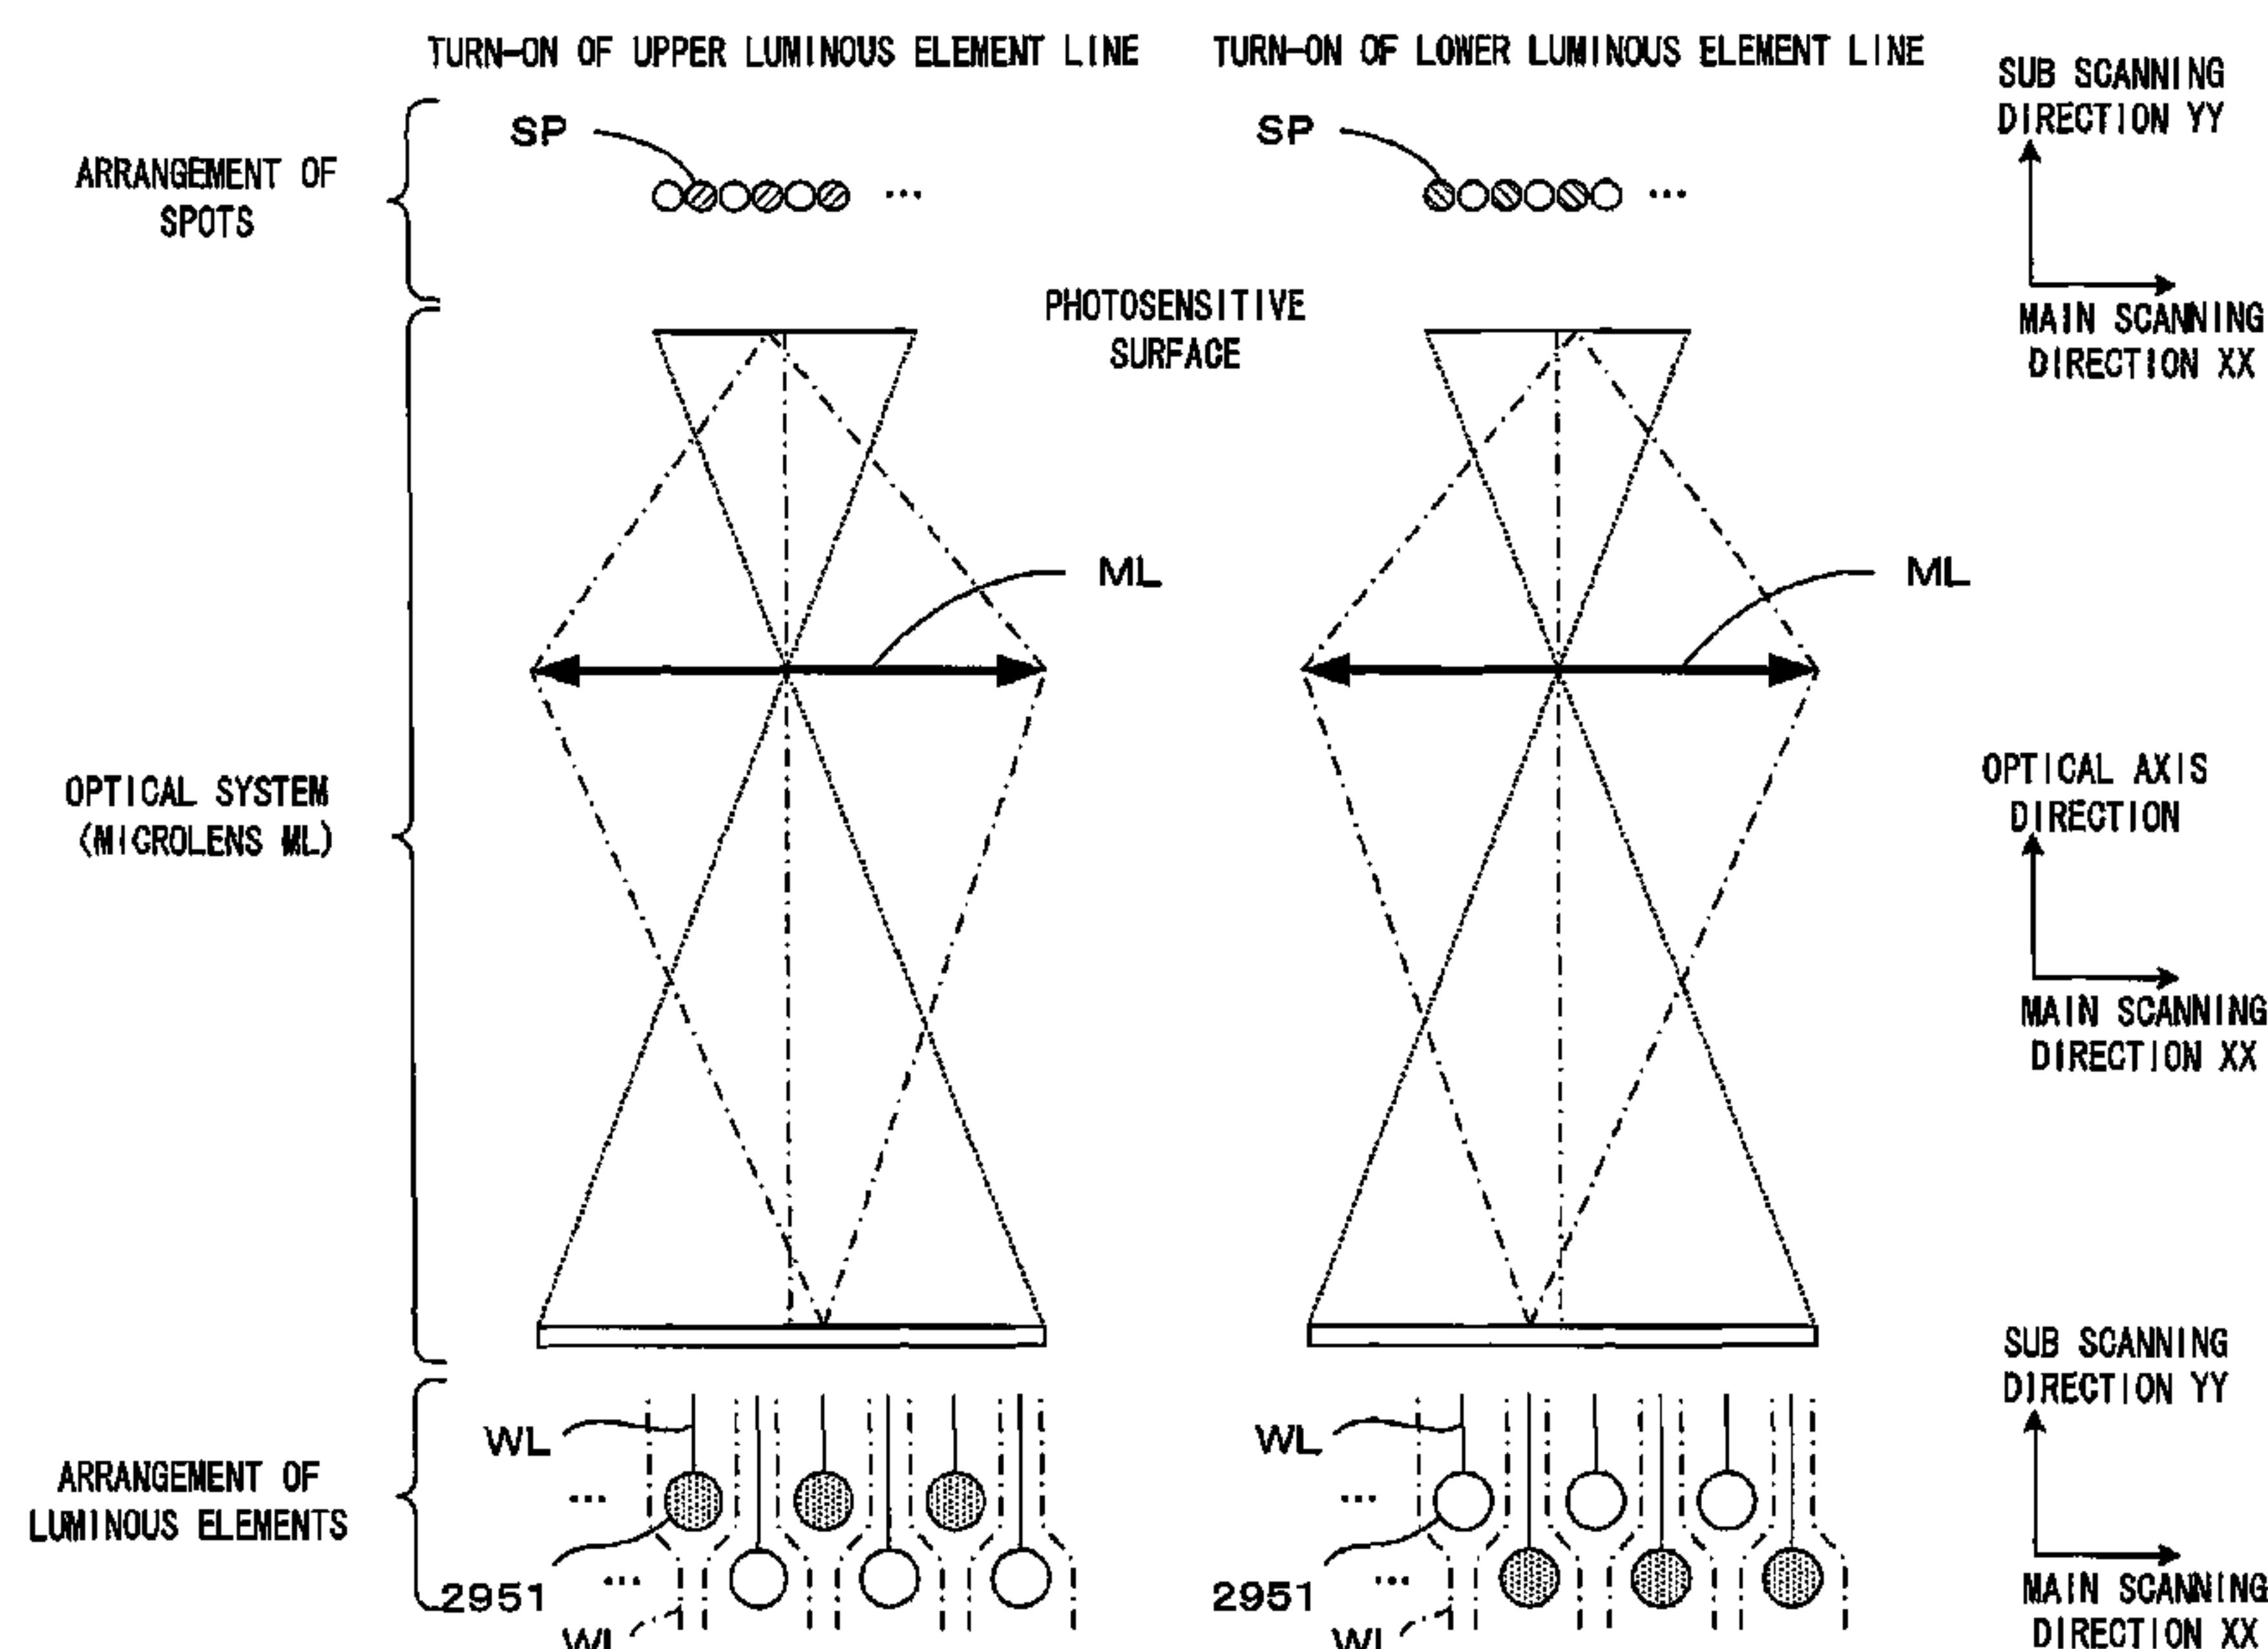 TURN-ON OF UPPER LUMINOUS ELEMENT LINE
TURN-ON OF LOWER LUMINOUS ELEMENT LINE
SUB SCANNING
DIRECTION YY
SP
SP
ARRANGEMENT OF
SPOTS
...
...
MAIN SCANNING
DIRECTION XX
PHOTOSENSITIVE
SURFACE
ML
ML
OPTICAL SYSTEM
(MICROLENS ML)
OPTICAL AXIS
DIRECTION
MAIN SCANNING
DIRECTION XX
SUB SCANNING
DIRECTION YY
WL
WL
ARRANGEMENT OF
LUMINOUS ELEMENTS
...
...
2951
...
2951
...
MAIN SCANNING
DIRECTION XX
WL
WL